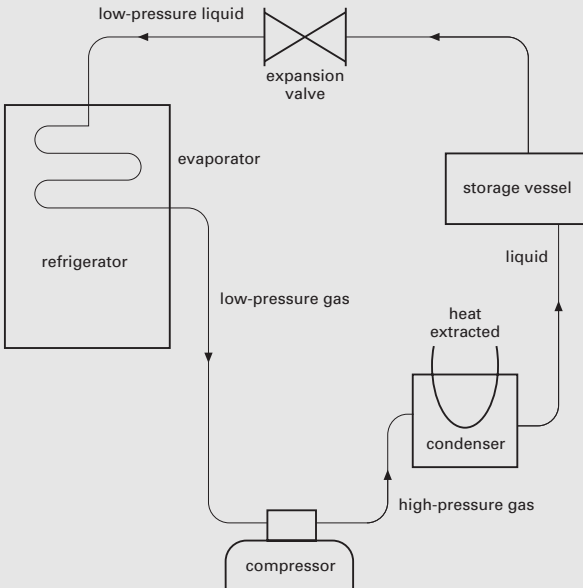 low-pressure liquid
expansion
valve
evaporator
storage vessel
refrigerator
liquid
low-pressure gas
heat
extracted
condenser
high-pressure gas
compressor